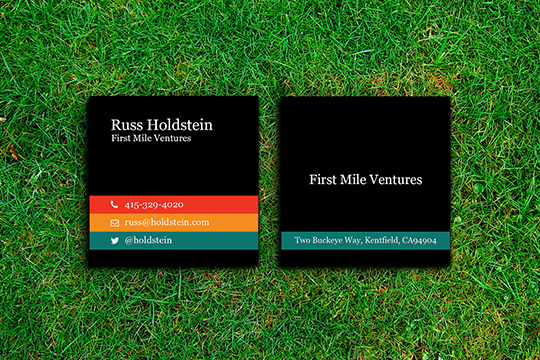 Russ Holdstein
First Mile Ventures
415-329-4020
russ@holdstein.com
@holdstein
First Mile Ventures
Two Buckeye Way, Kentfield, CA94904